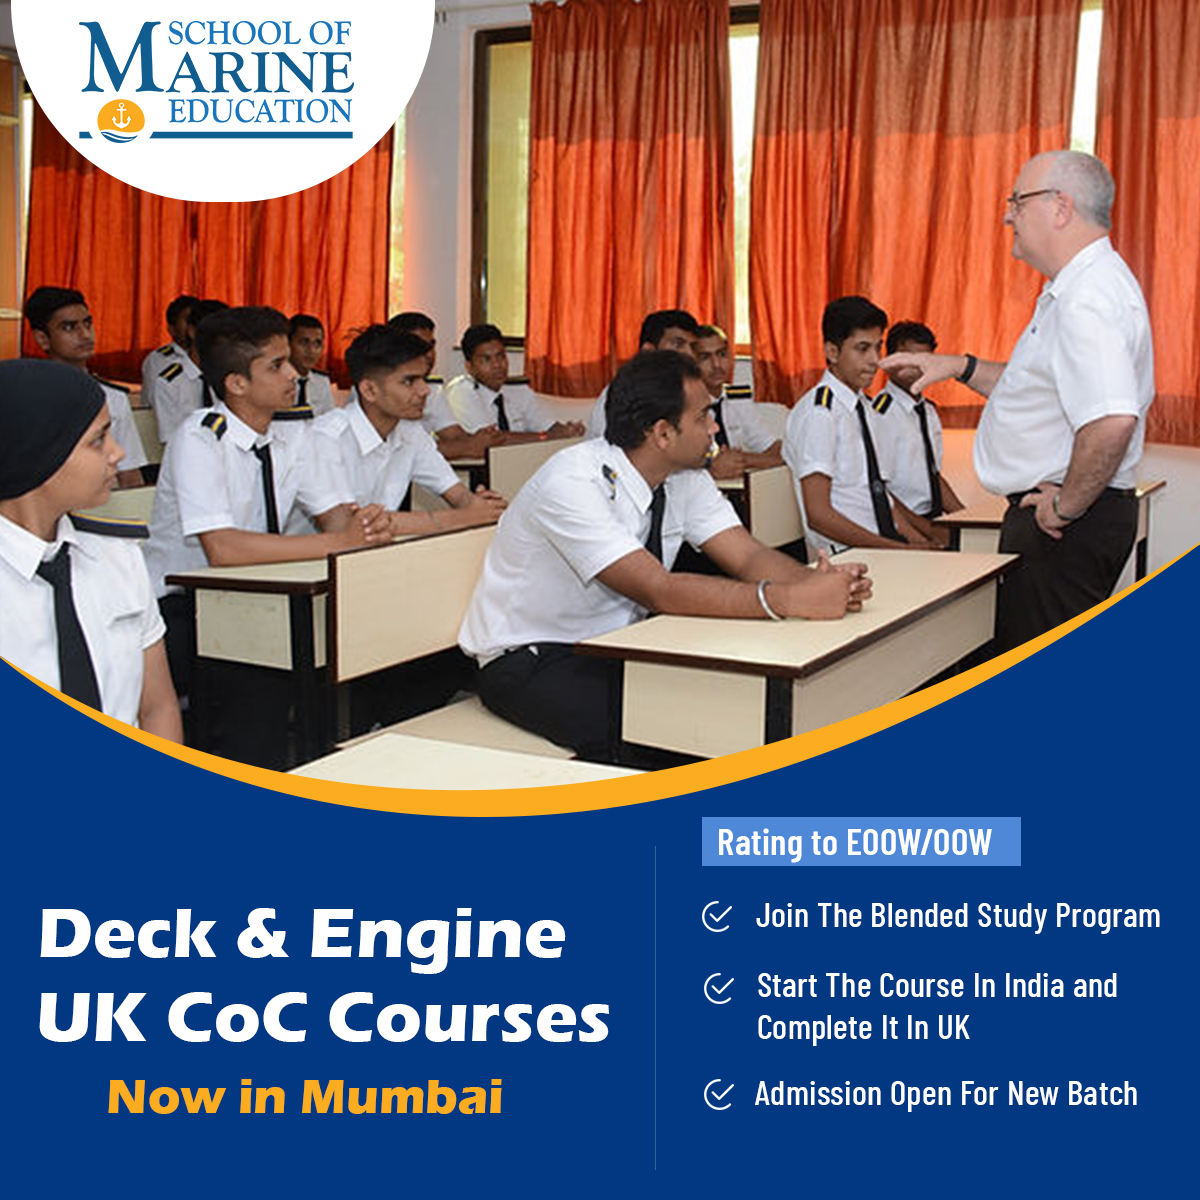 SCHOOL OF
MARINE
EDUCATION
Deck & Engine
UK CoC Courses
Now in Mumbai
Rating to EOOW/OOW
Join The Blended Study Program
Start The Course In India and
Complete It In UK
Admission Open For New Batch